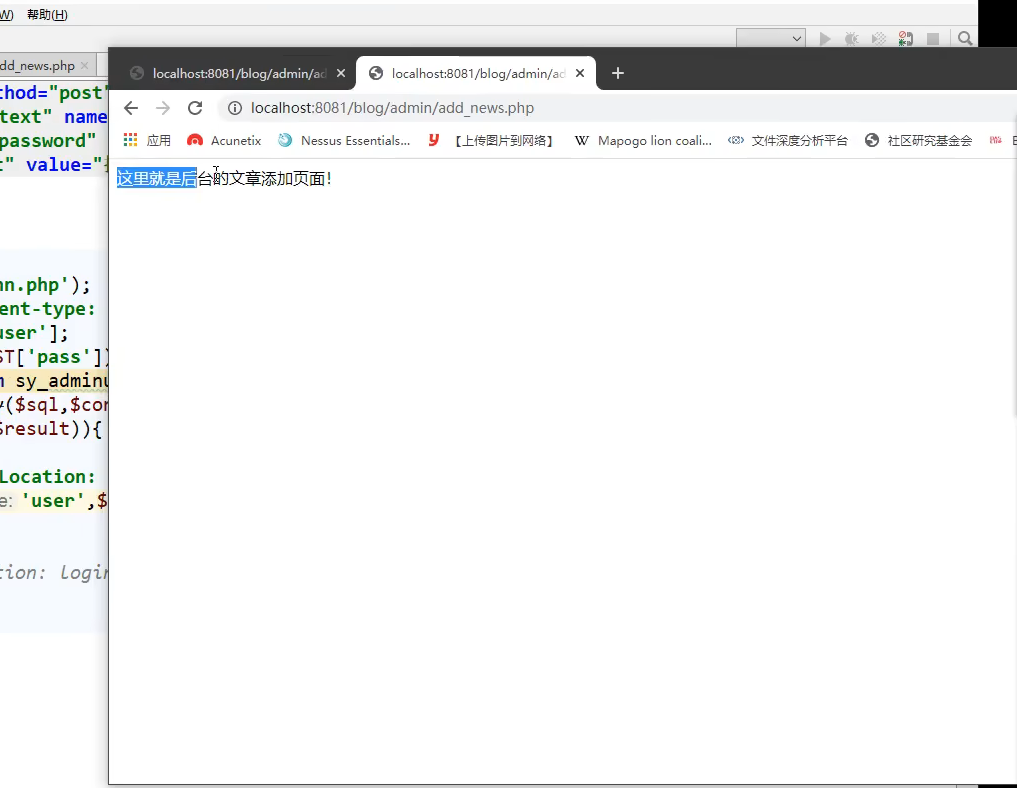 W) 帮助(H)
dd_news.php
localhost:8081/blog/admin/ad
localhost:8081/blog/admin/ad
localhost:8081/blog/admin/add_news.php
应用 Acunetix Nessus Essentials... 【上传图片到网络】 Mapogo lion coali... 文件深度分析平台 社区研究基金会
这里就是后台的文章添加页面!
thod="post"
text" name
password"
t" value="
nn.php');
ent-type:
user'];
ST['pass'])
m sy_adminu
y($sql,$con
$result)){
Location:
e: 'user',$
tion: login